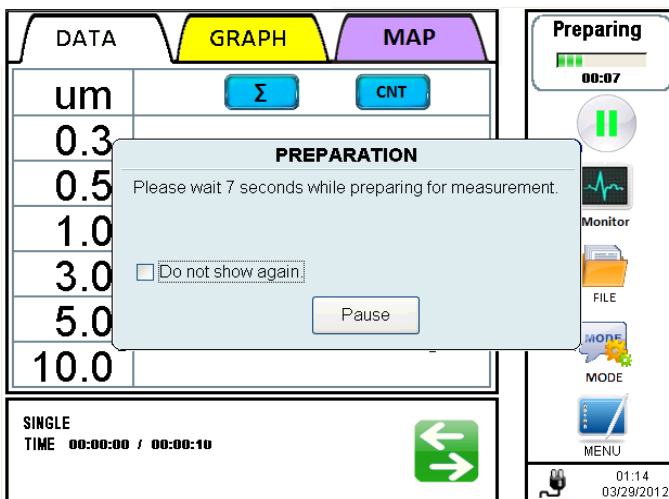 DATA
GRAPH
MAP
um
Σ
CNT
0.3
0.5
1.0
3.0
5.0
10.0
PREPARATION
Please wait 7 seconds while preparing for measurement.
Do not show again.
Pause
SINGLE
TIME 00:00:00 / 00:00:10
Preparing
00:07
Monitor
FILE
MODE
MODE
MENU
01:14
03/29/2012